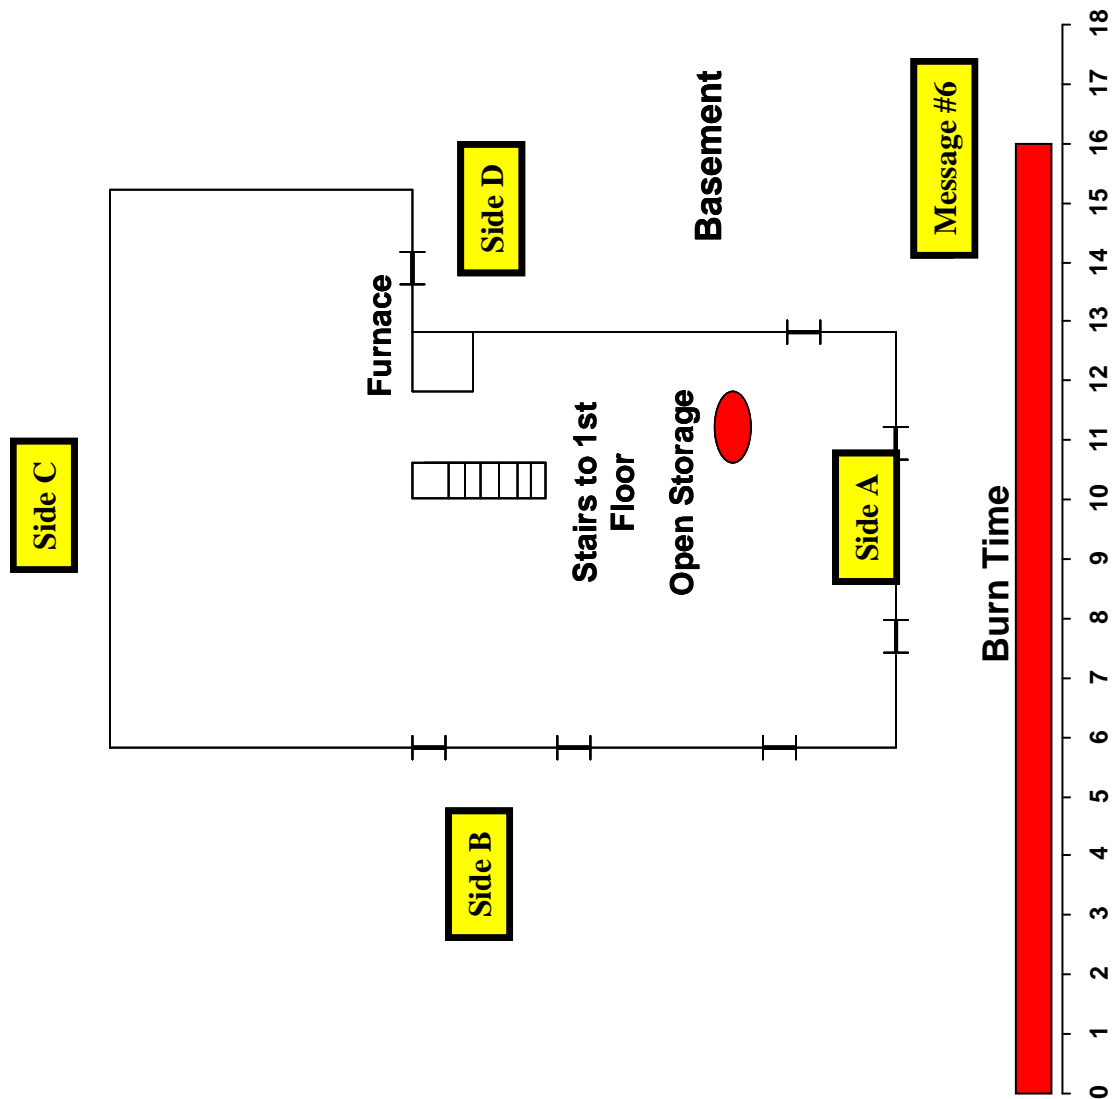 Side C
Furnace
Side D
Stairs to 1st
Floor
Open Storage
Basement
Side B
Side A
Message #6
Burn Time
0 1 2 3 4 5 6 7 8 9 10 11 12 13 14 15 16 17 18